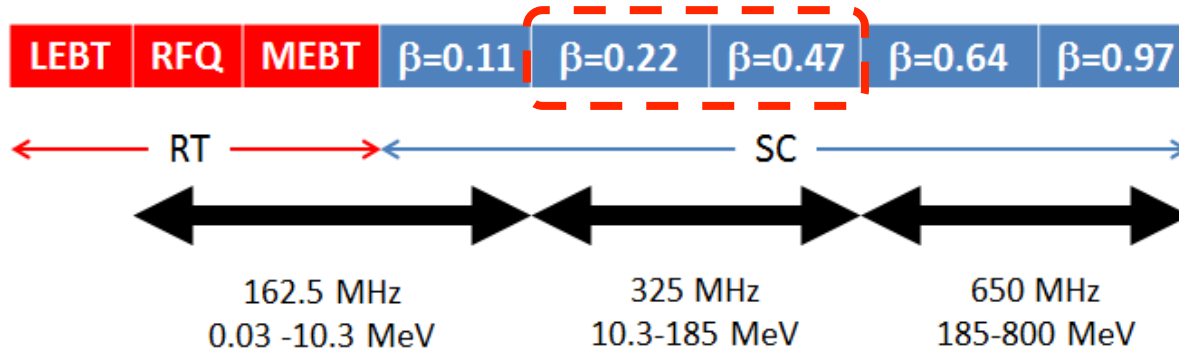 LEBT RFQ MEBT β=0.11 β=0.22 β=0.47 β=0.64 β=0.97
RT SC
162.5 MHz 325 MHz 650 MHz
0.03 -10.3 MeV 10.3-185 MeV 185-800 MeV